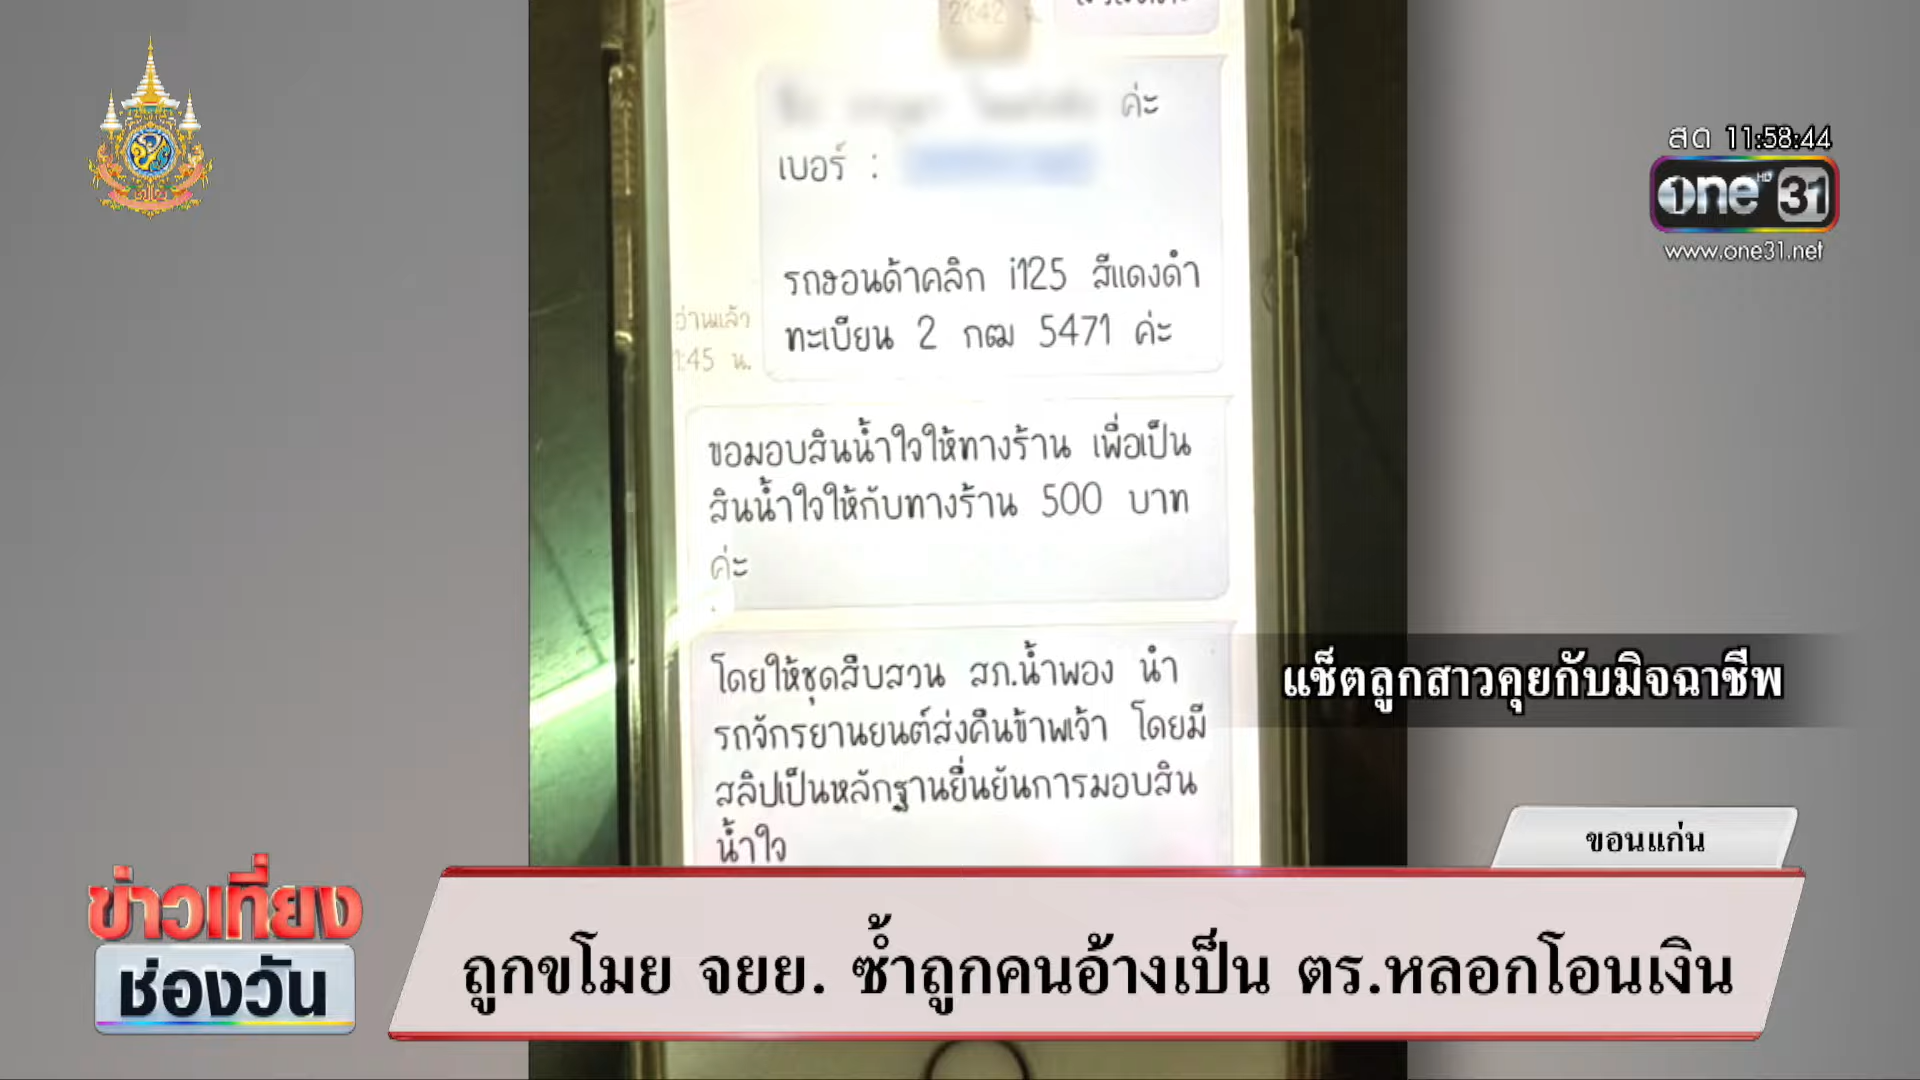 21:42
ค่ะ
เบอร์ :
รถฮอนด้าคลิก i125 สีแดงดำ
ทะเบียน 2 กฒ 5471 ค่ะ
อ่านแล้ว
1:45 น.
ขอมอบสินน้ำใจให้ทางร้าน เพื่อเป็น
สินน้ำใจให้กับทางร้าน 500 บาท
ค่ะ
โดยให้ชุดสืบสวน สภ.น้ำพอง นำ
รถจักรยานยนต์ส่งคืนข้าพเจ้า โดยมี
สลิปเป็นหลักฐานยืนยันการมอบสิน
น้ำใจ
สด 11:58:44
one HD 31
www.one31.net
แช็ตลูกสาวคุยกับมิจฉาชีพ
ขอนแก่น
ข่าวเที่ยง
ช่องวัน
ถูกขโมย จยย. ซ้ำถูกคนอ้างเป็น ตร.หลอกโอนเงิน